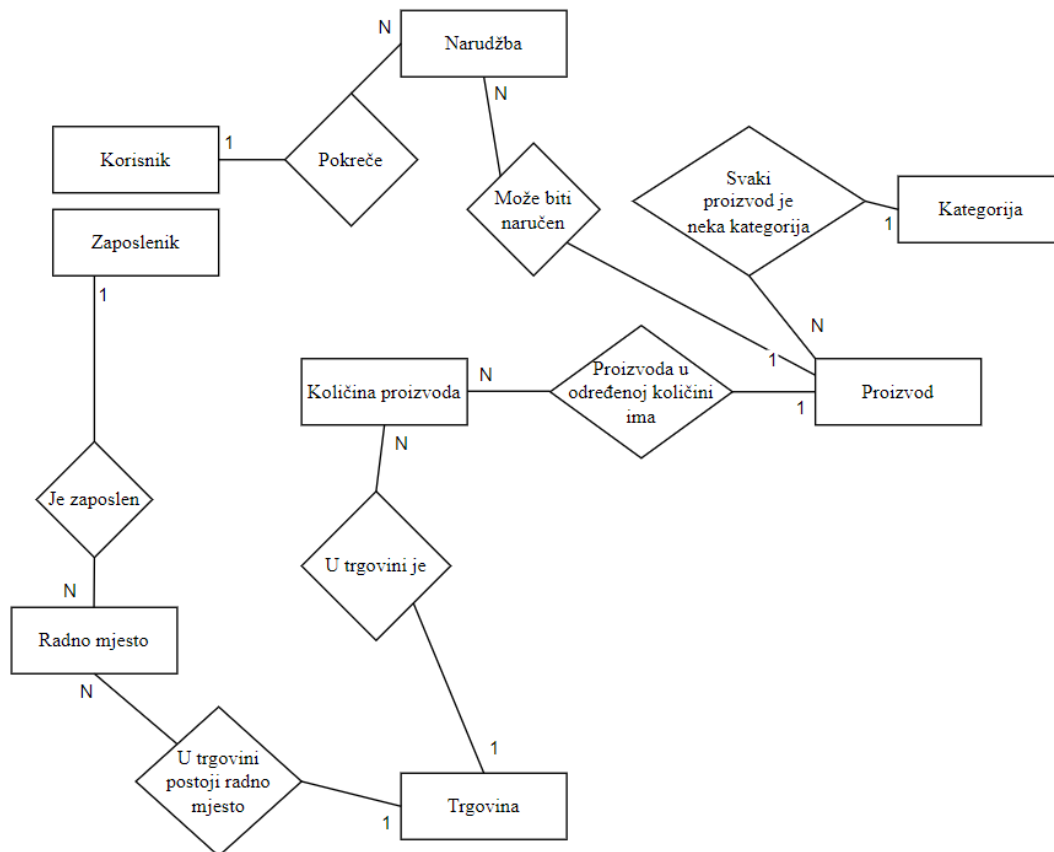 N
Narudžba
N
1
Korisnik
Pokreče
Svaki
proizvod je
neka kategorija
Kategorija
1
Može biti
naručen
Zaposlenik
1
N
1
Količina proizvoda
N
Proizvoda u
određenoj količini
ima
1
Proizvod
N
Je zaposlen
U trgovini je
N
Radno mjesto
N
1
U trgovini
postoji radno
mjesto
1
Trgovina